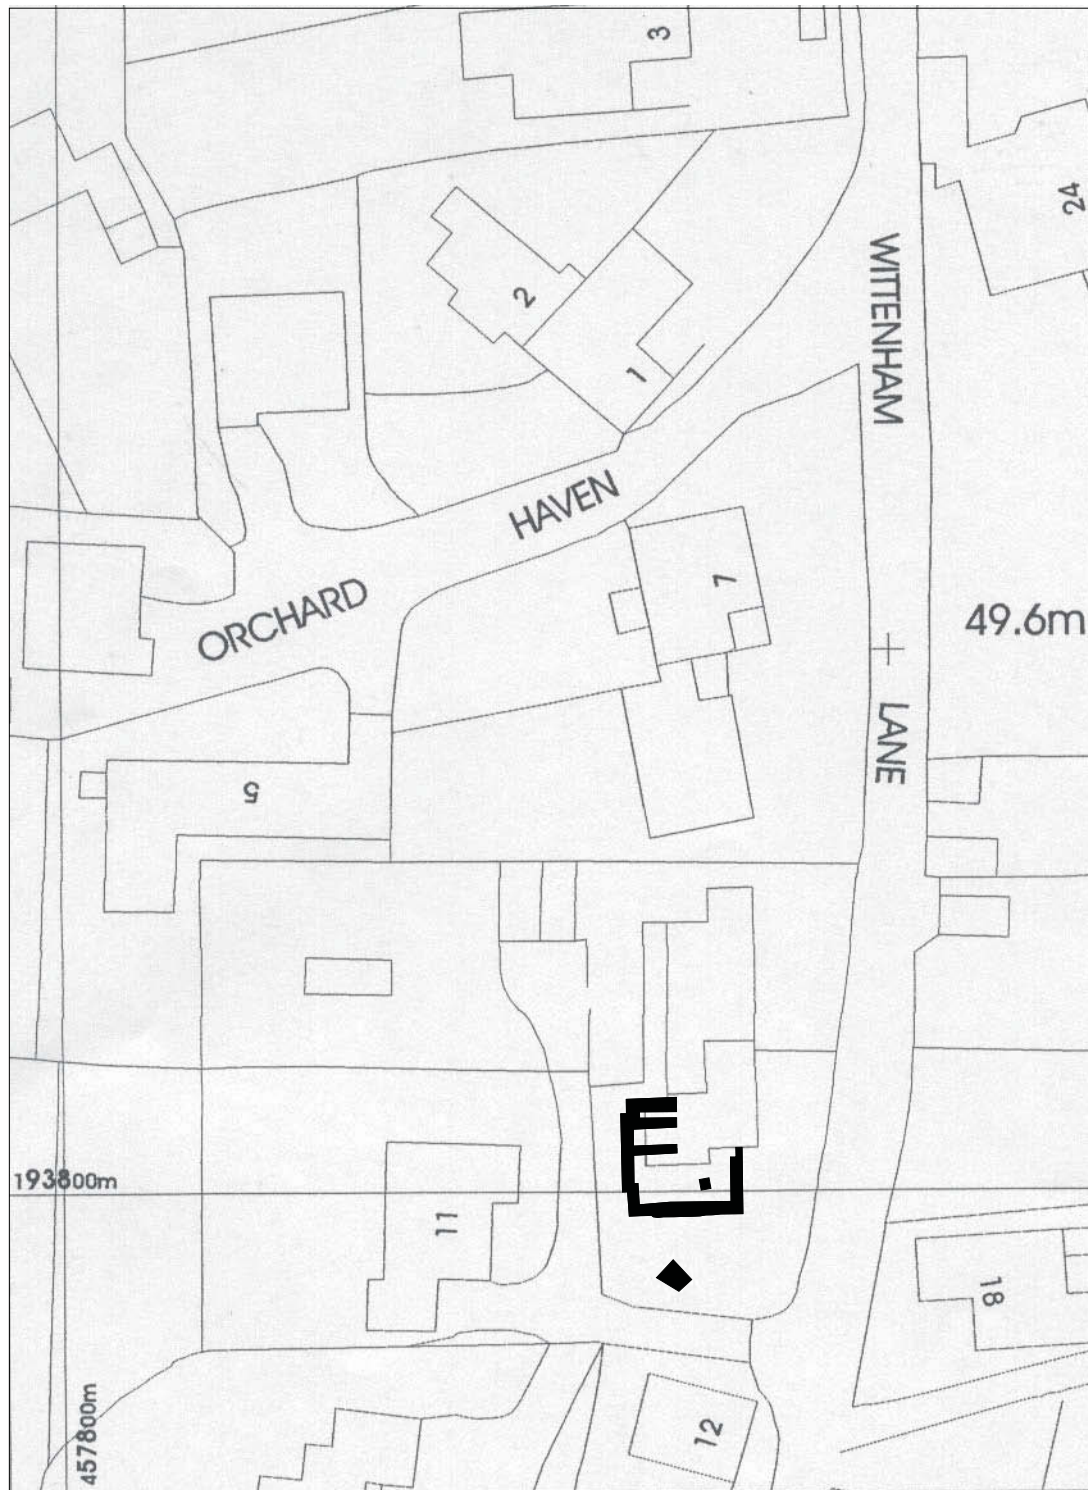 3
24
WITTENHAM
2
1
HAVEN
7
ORCHARD
49.6m
LANE
5
193800m
11
18
457800m
12